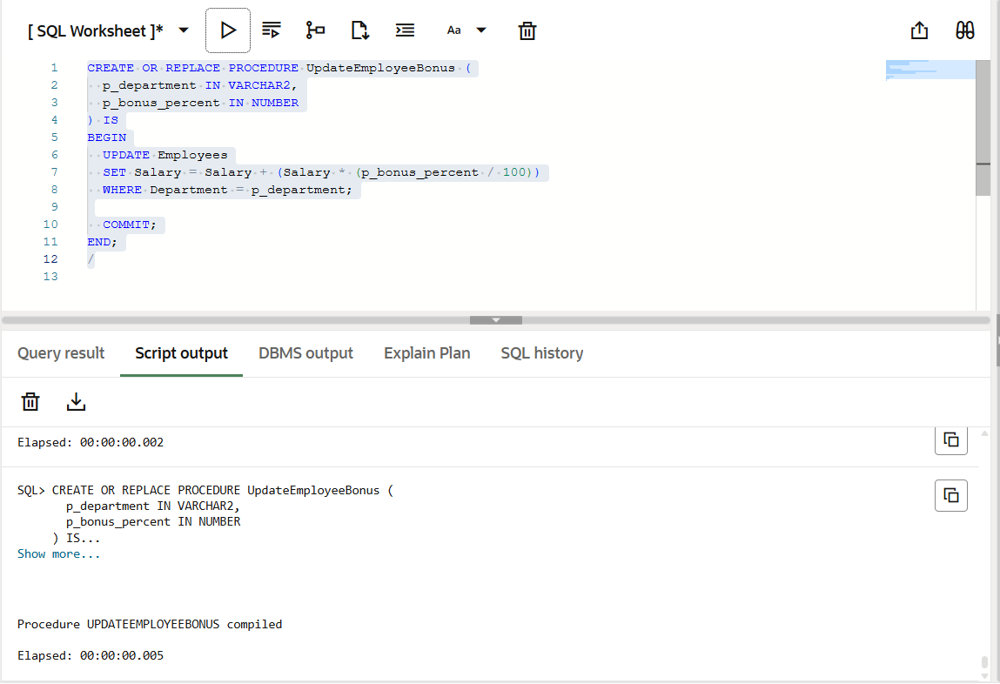 [ SQL Worksheet ]*
Aa
1 CREATE OR REPLACE PROCEDURE UpdateEmployeeBonus (
2 p_department IN VARCHAR2,
3 p_bonus_percent IN NUMBER
4 ) IS
5 BEGIN
6 UPDATE Employees
7 SET Salary = Salary + (Salary * (p_bonus_percent / 100))
8 WHERE Department = p_department;
9
10 COMMIT;
11 END;
12 /
13
Query result Script output DBMS output Explain Plan SQL history
Elapsed: 00:00:00.002
SQL> CREATE OR REPLACE PROCEDURE UpdateEmployeeBonus (
p_department IN VARCHAR2,
p_bonus_percent IN NUMBER
) IS...
Show more...
Procedure UPDATEEMPLOYEEBONUS compiled
Elapsed: 00:00:00.005